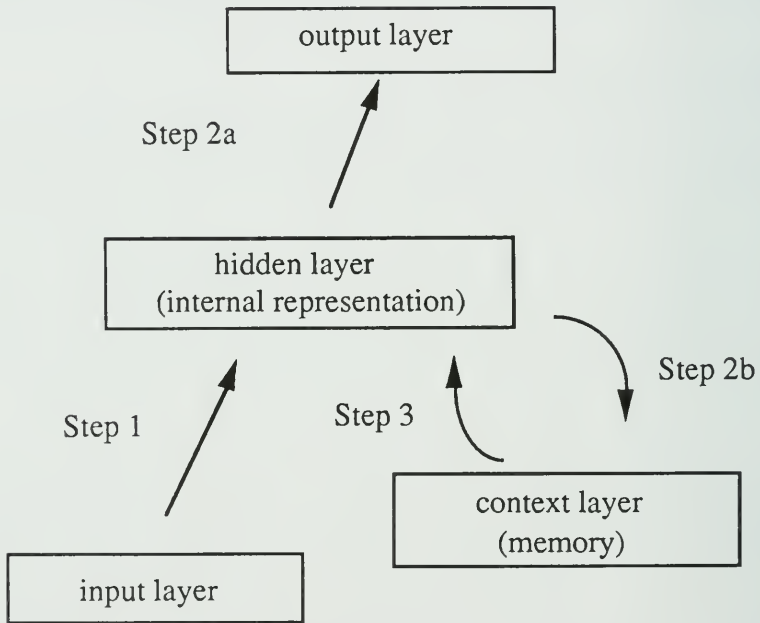 output layer
Step 2a
hidden layer
(internal representation)
Step 2b
Step 3
Step 1
context layer
(memory)
input layer